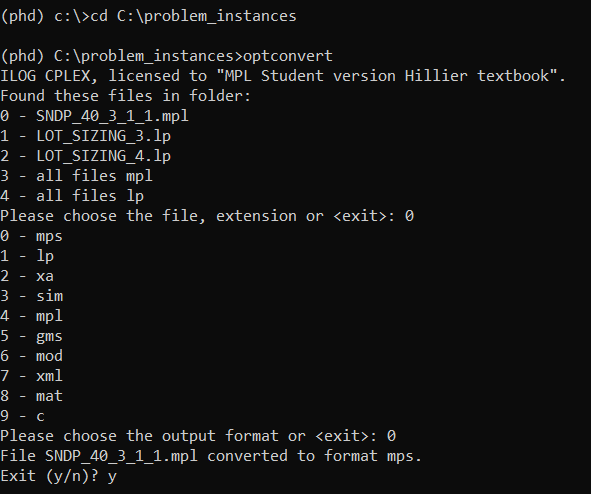 (phd) c:\>cd C:\problem_instances
(phd) C:\problem_instances>optconvert
ILOG CPLEX, licensed to "MPL Student version Hillier textbook".
Found these files in folder:
0 - SNDP_40_3_1_1.mpl
1 - LOT_SIZING_3.lp
2 - LOT_SIZING_4.lp
3 - all files mpl
4 - all files lp
Please choose the file, extension or <exit>: 0
0 - mps
1 - lp
2 - xa
3 - sim
4 - mpl
5 - gms
6 - mod
7 - xml
8 - mat
9 - c
Please choose the output format or <exit>: 0
File SNDP_40_3_1_1.mpl converted to format mps.
Exit (y/n)? y